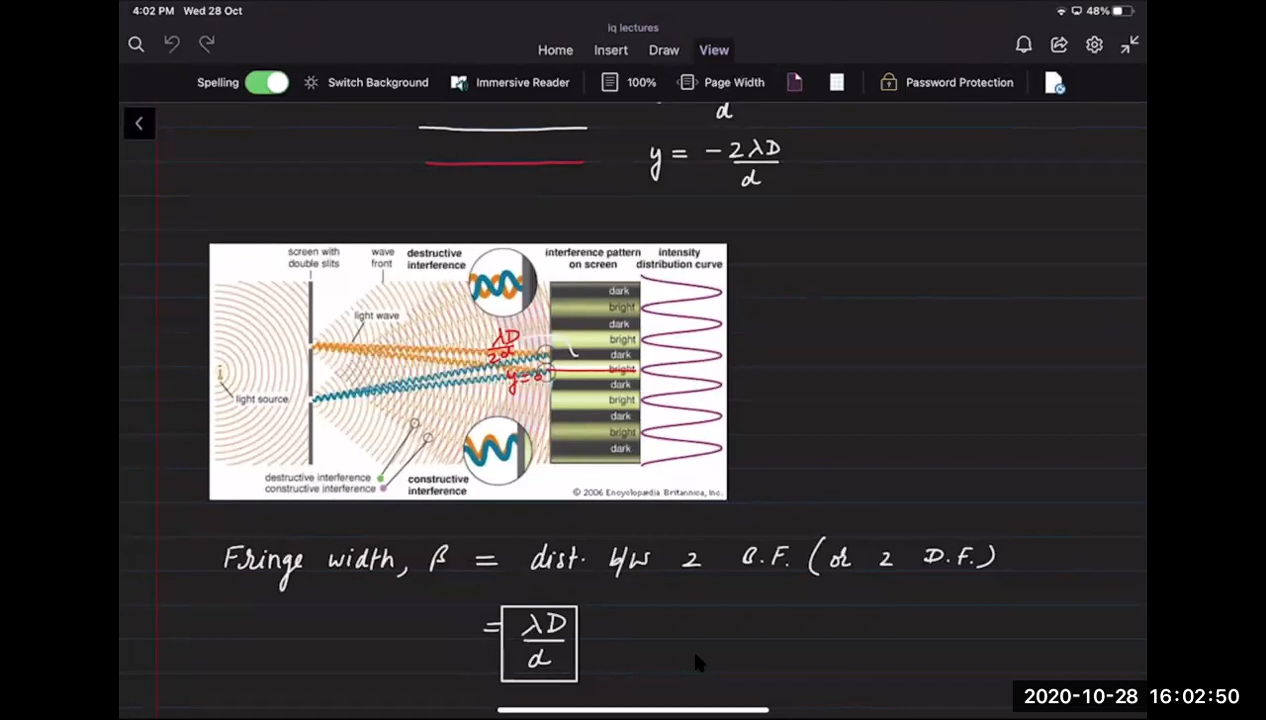 4:02 PM Wed 28 Oct
48%
iq lectures
Home Insert Draw View
Spelling Switch Background Immersive Reader 100% Page Width Password Protection
d
y = - 2λD
d
screen with
double slits
wave
front
destructive
interference
interference pattern
on screen
intensity
distribution curve
light wave
light source
dark
bright
dark
bright
dark
bright
dark
bright
dark
bright
dark
λD
2d
y=0
destructive interference
constructive interference
constructive
interference
© 2006 Encyclopædia Britannica, Inc.
Fringe width, β = dist. b/w 2 B.F. (or 2 D.F.)
= λD
d
2020-10-28 16:02:50